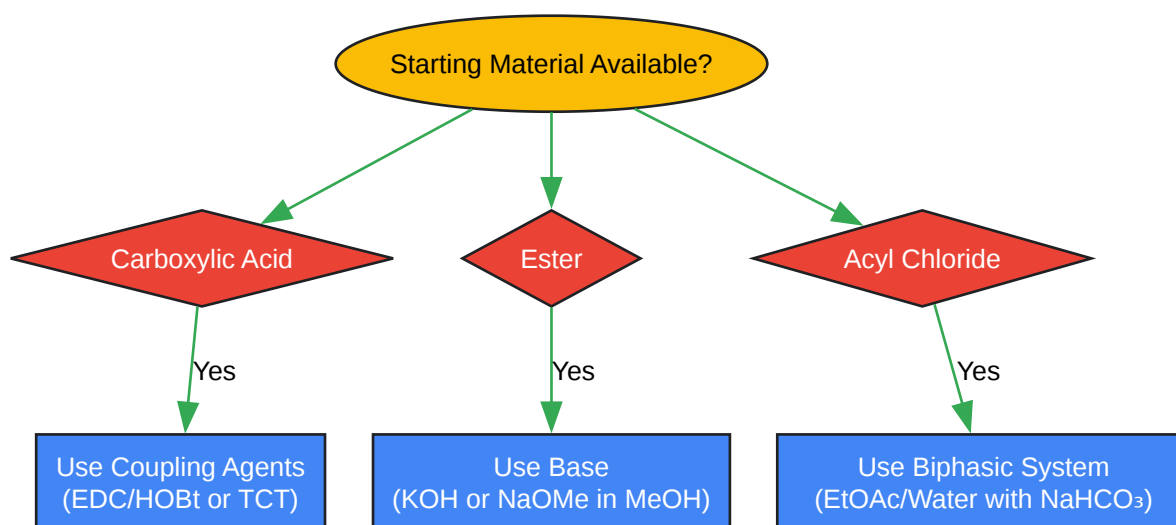 Starting Material Available?
Carboxylic Acid
Ester
Acyl Chloride
Yes
Yes
Yes
Use Coupling Agents
(EDC/HOBt or TCT)
Use Base
(KOH or NaOMe in MeOH)
Use Biphasic System
(EtOAc/Water with NaHCO₃)